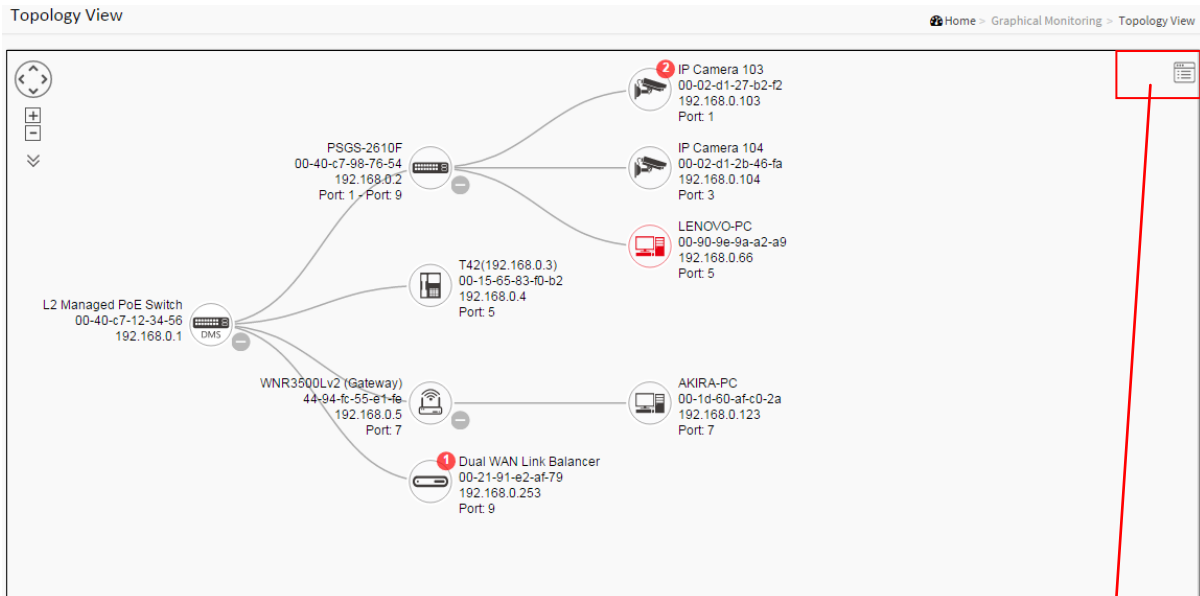 Topology View
Home > Graphical Monitoring > Topology View
2
IP Camera 103
00-02-d1-27-b2-f2
192.168.0.103
Port: 1
PSGS-2610F
00-40-c7-98-76-54
192.168.0.2
Port: 1 - Port: 9
IP Camera 104
00-02-d1-2b-46-fa
192.168.0.104
Port: 3
LENOVO-PC
00-90-9e-9a-a2-a9
192.168.0.66
Port: 5
T42(192.168.0.3)
00-15-65-83-f0-b2
192.168.0.4
Port: 5
L2 Managed PoE Switch
00-40-c7-12-34-56
192.168.0.1
DMS
WNR3500Lv2 (Gateway)
44-94-fc-55-e1-fe
192.168.0.5
Port: 7
AKIRA-PC
00-1d-60-af-c0-2a
192.168.0.123
Port: 7
1
Dual WAN Link Balancer
00-21-91-e2-af-79
192.168.0.253
Port: 9